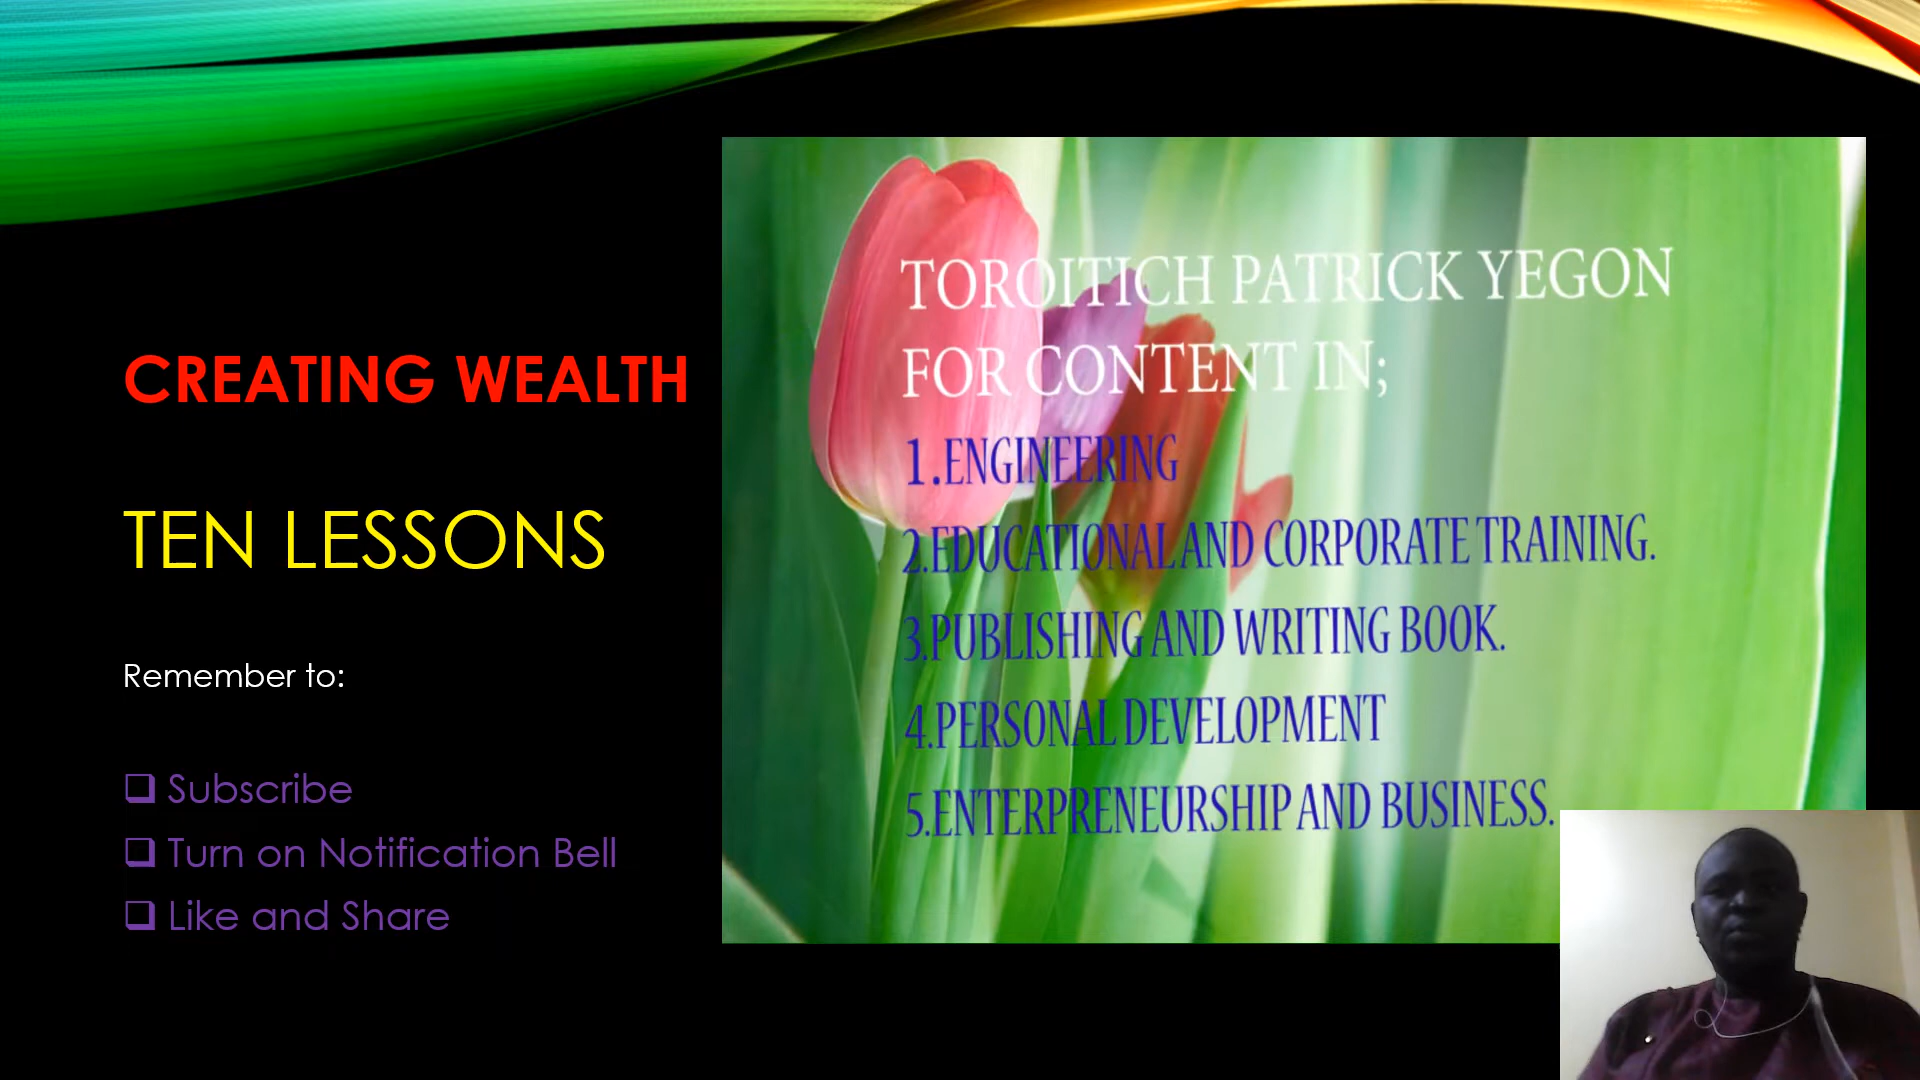 CREATING WEALTH
TEN LESSONS
Remember to:
Subscribe
Turn on Notification Bell
Like and Share
TOROITICH PATRICK YEGON
FOR CONTENT IN;
1.ENGINEERING
2.EDUCATIONAL AND CORPORATE TRAINING.
3.PUBLISHING AND WRITING BOOK.
4.PERSONAL DEVELOPMENT
5.ENTERPRENEURSHIP AND BUSINESS.